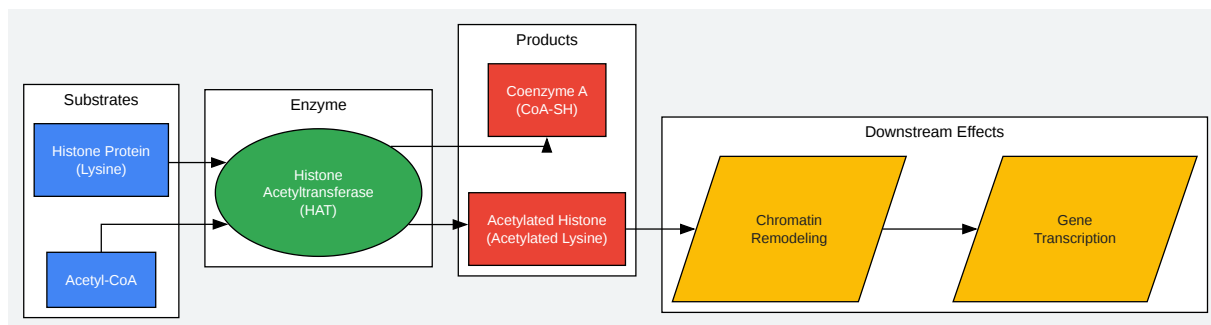 Substrates
Histone Protein
(Lysine)
Acetyl-CoA
Enzyme
Histone
Acetyltransferase
(HAT)
Products
Coenzyme A
(CoA-SH)
Acetylated Histone
(Acetylated Lysine)
Downstream Effects
Chromatin
Remodeling
Gene
Transcription